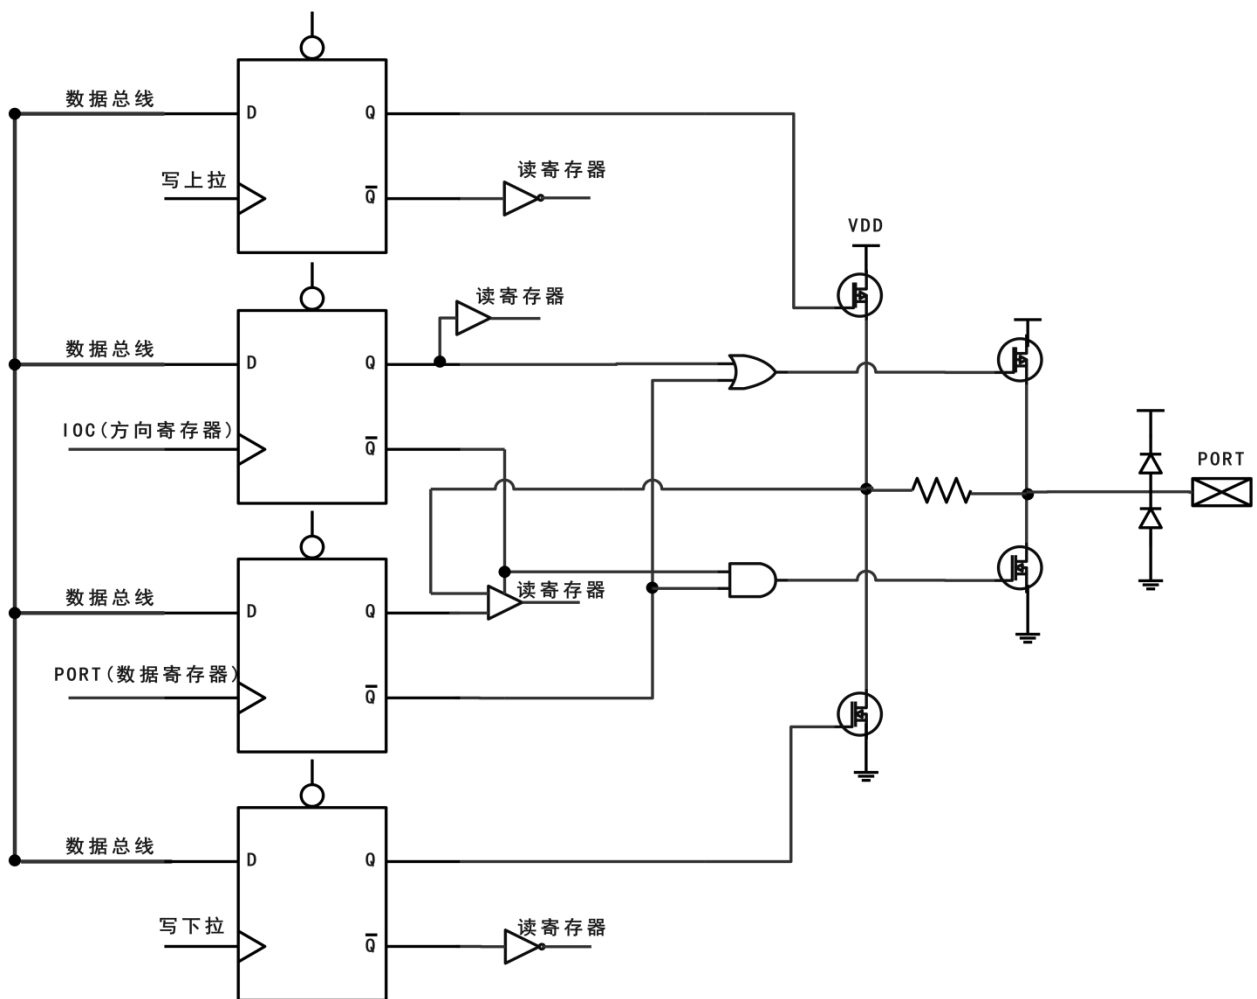 数据总线
D
Q
写上拉
Q
读寄存器
VDD
读寄存器
数据总线
D
Q
IOC(方向寄存器)
Q
PORT
数据总线
D
Q
读寄存器
PORT(数据寄存器)
Q
数据总线
D
Q
写下拉
Q
读寄存器